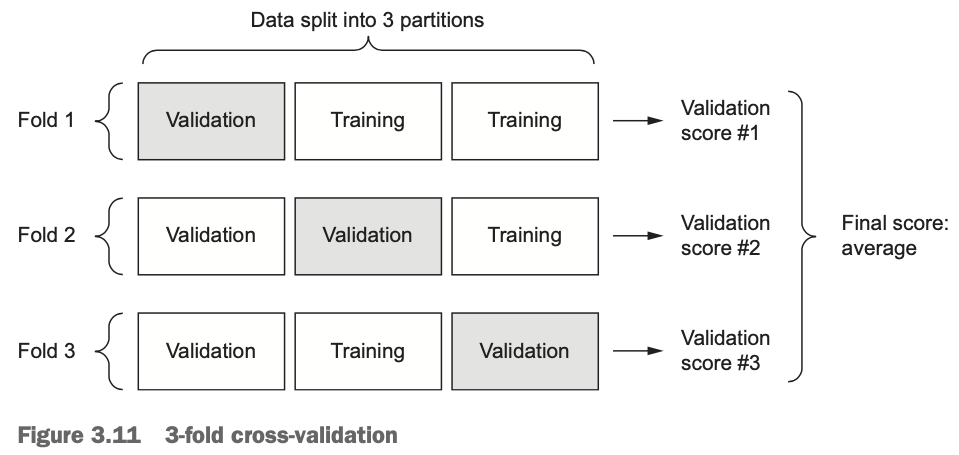 Data split into 3 partitions
Fold 1
Validation
Training
Training
Validation
score #1
Fold 2
Validation
Validation
Training
Validation
score #2
Final score:
average
Fold 3
Validation
Training
Validation
Validation
score #3
Figure 3.11 3-fold cross-validation